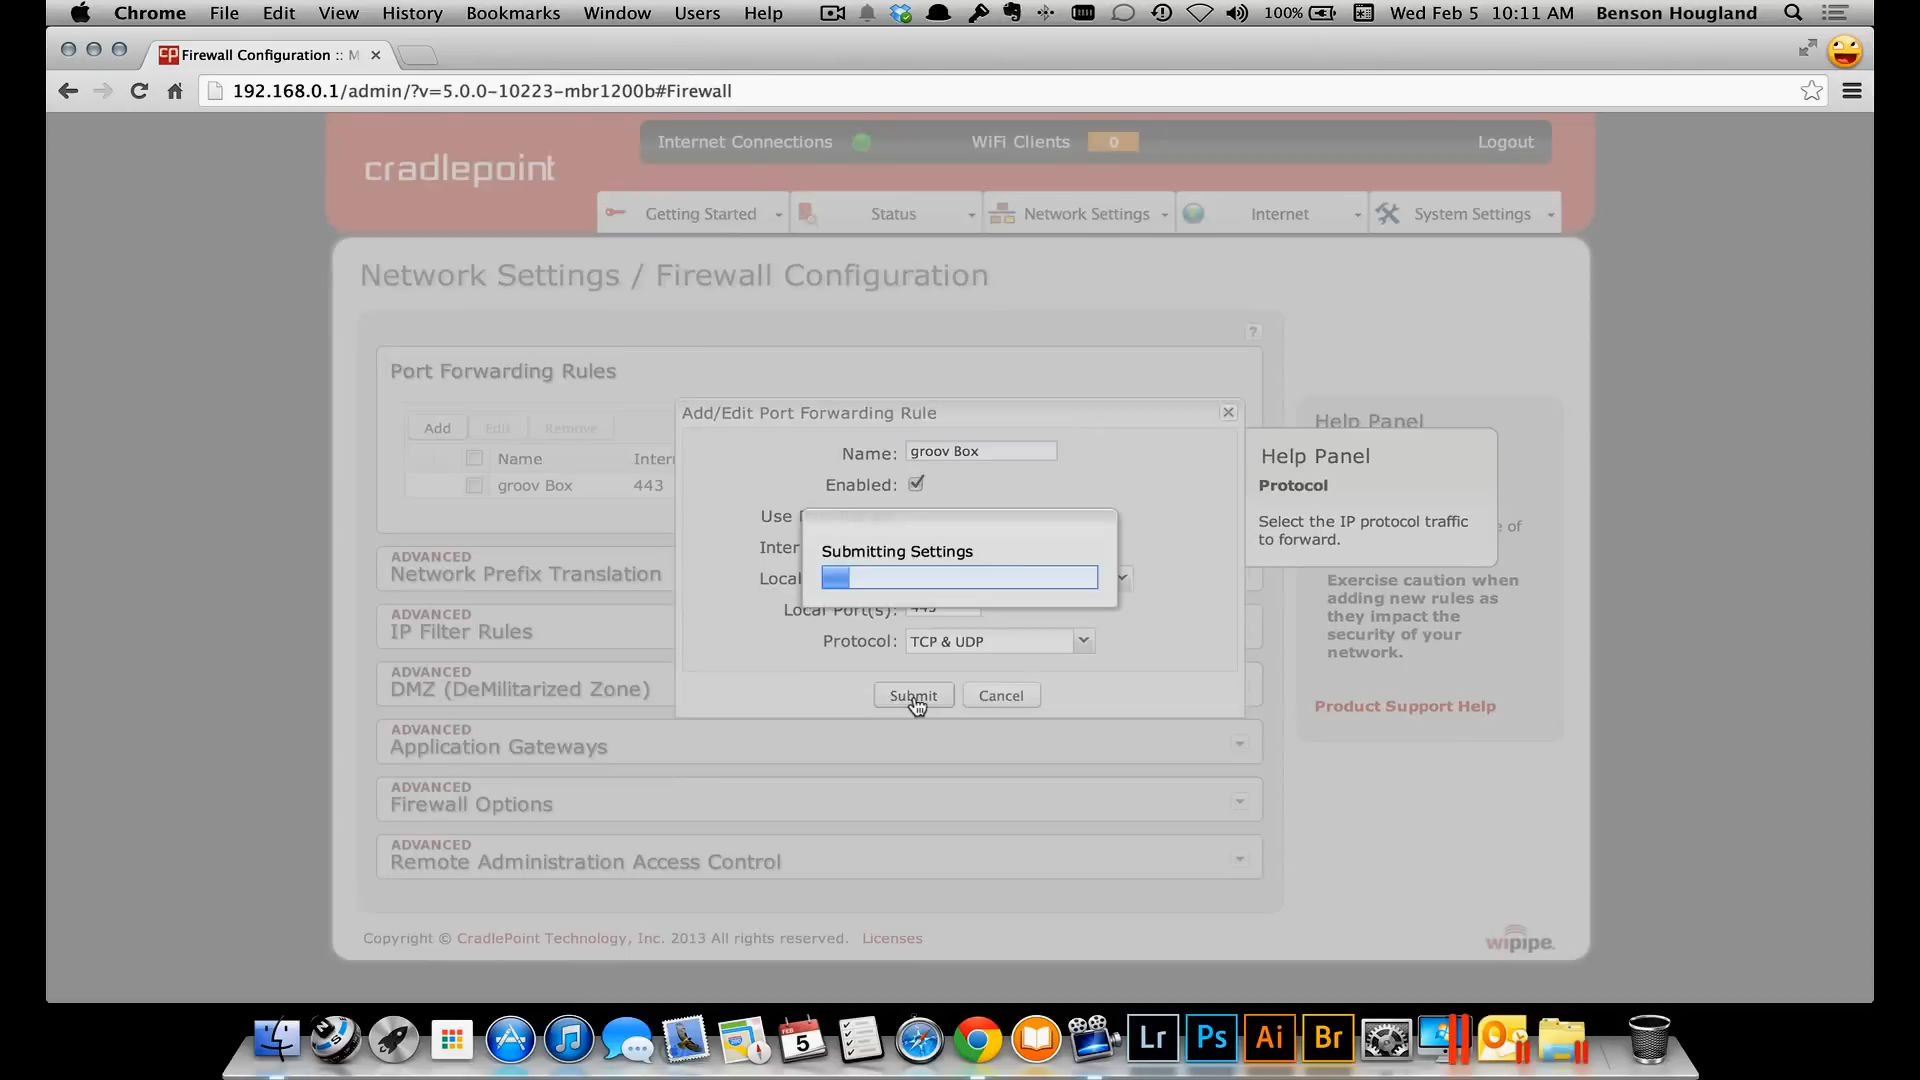 Chrome File Edit View History Bookmarks Window Users Help 100% Wed Feb 5 10:11 AM Benson Hougland
Firewall Configuration :: M
192.168.0.1/admin/?v=5.0.0-10223-mbr1200b#Firewall
Internet Connections WiFi Clients 0 Logout
cradlepoint
Getting Started Status Network Settings Internet System Settings
Network Settings / Firewall Configuration
?
Port Forwarding Rules
Add Edit Remove
Name Inter
groov Box 443
Add/Edit Port Forwarding Rule
Name: groov Box
Enabled:
Use
Inter
Local
Local Port(s): 443
Protocol: TCP & UDP
Submit Cancel
Submitting Settings
Help Panel
Help Panel
Protocol
Select the IP protocol traffic
to forward.
e of
Exercise caution when
adding new rules as
they impact the
security of your
network.
Product Support Help
ADVANCED
Network Prefix Translation
ADVANCED
IP Filter Rules
ADVANCED
DMZ (DeMilitarized Zone)
ADVANCED
Application Gateways
ADVANCED
Firewall Options
ADVANCED
Remote Administration Access Control
Copyright © CradlePoint Technology, Inc. 2013 All rights reserved. Licenses
wipipe.
FEB
5
Lr Ps Ai Br